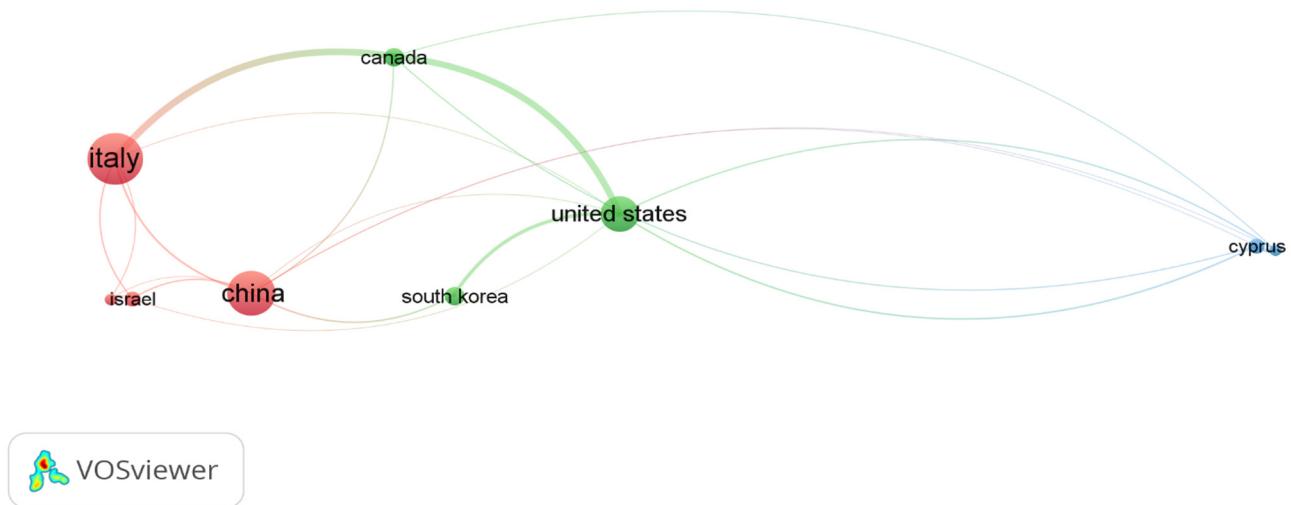 canada
italy
united states
cyprus
israel
china
south korea
VOSviewer